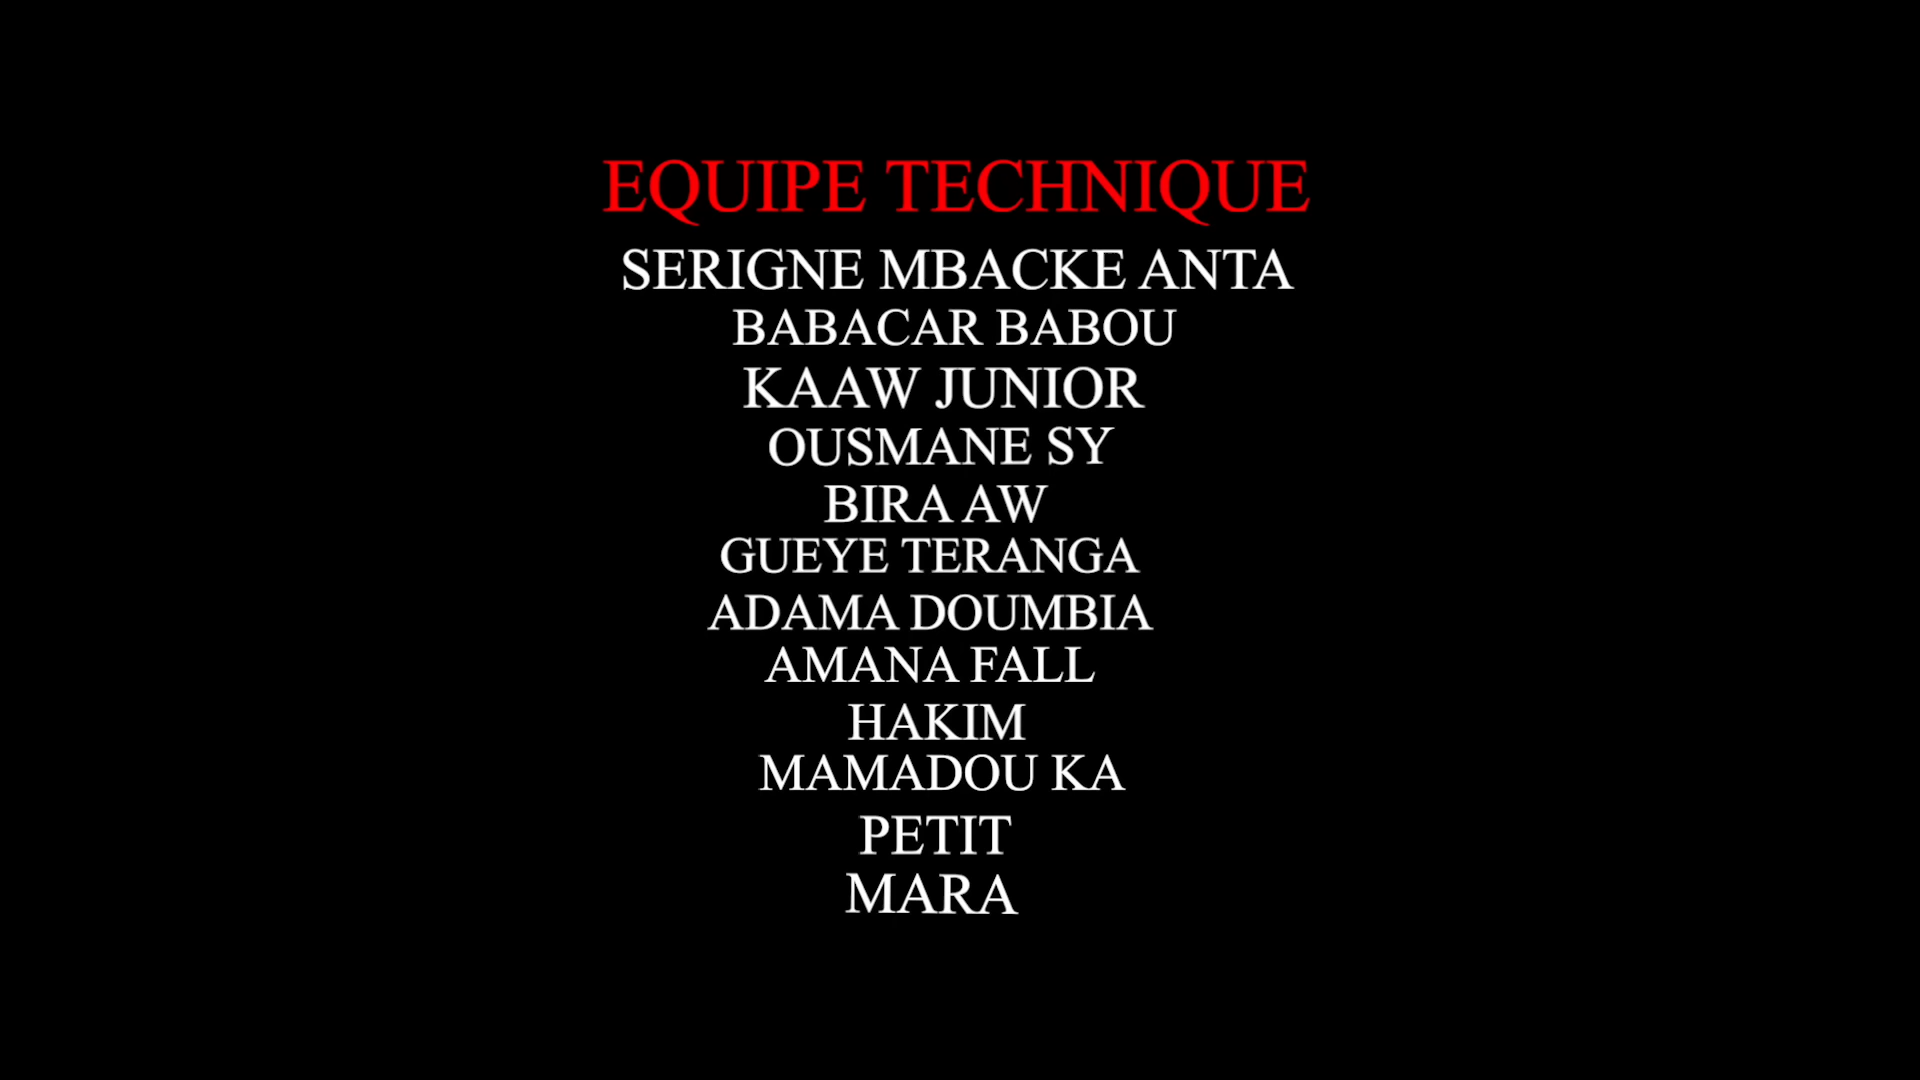 EQUIPE TECHNIQUE
SERIGNE MBACKE ANTA
BABACAR BABOU
KAAW JUNIOR
OUSMANE SY
BIRA AW
GUEYE TERANGA
ADAMA DOUMBIA
AMANA FALL
HAKIM
MAMADOU KA
PETIT
MARA